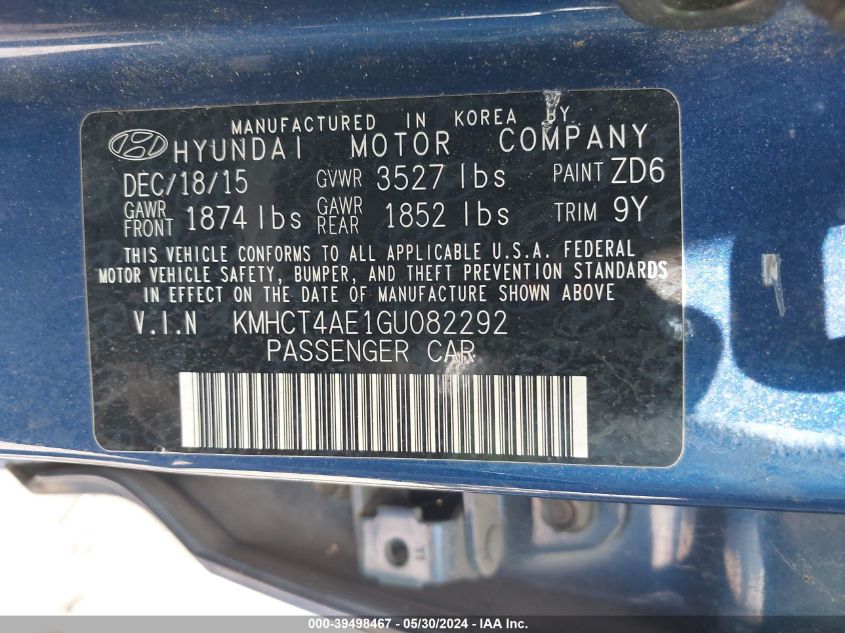 MANUFACTURED IN KOREA BY
HYUNDAI MOTOR COMPANY
DEC/18/15 GVWR 3527 lbs PAINT ZD6
GAWR FRONT 1874 lbs GAWR REAR 1852 lbs TRIM 9Y
THIS VEHICLE CONFORMS TO ALL APPLICABLE U.S.A. FEDERAL
MOTOR VEHICLE SAFETY, BUMPER, AND THEFT PREVENTION STANDARDS
IN EFFECT ON THE DATE OF MANUFACTURE SHOWN ABOVE
V.I.N KMHCT4AE1GU082292
PASSENGER CAR
000-39498467 - 05/30/2024 - IAAI.com